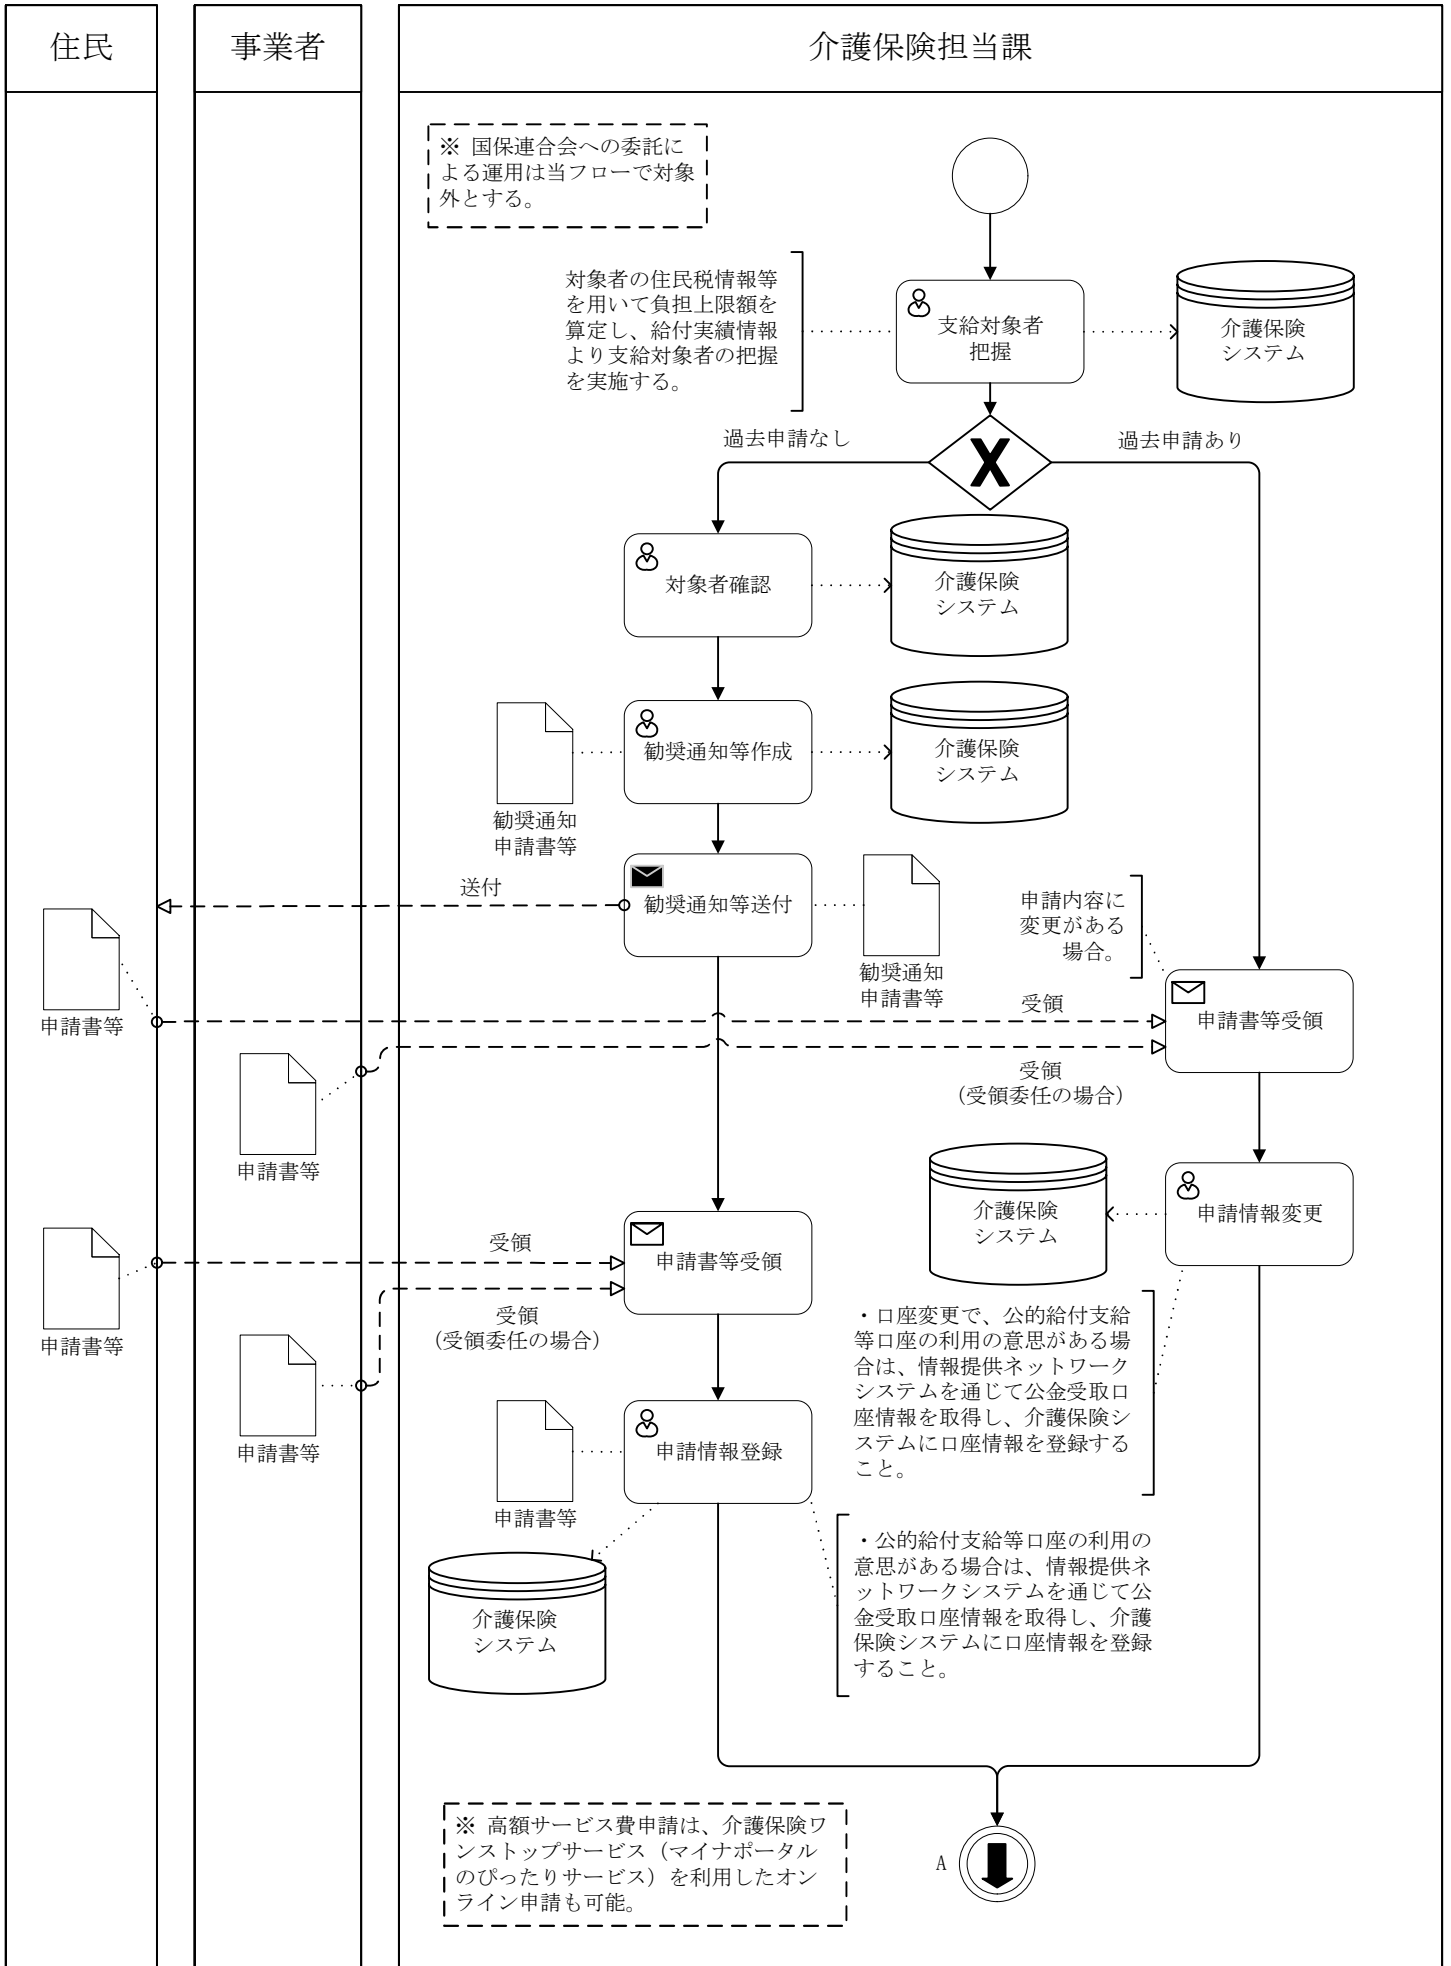 住民
事業者
介護保険担当課
※ 国保連合会への委託に
よる運用は当フローで対象
外とする。
対象者の住民税情報等
を用いて負担上限額を
算定し、給付実績情報
より支給対象者の把握
を実施する。
支給対象者
把握
介護保険
システム
過去申請なし
過去申請あり
対象者確認
介護保険
システム
勧奨通知等作成
介護保険
システム
勧奨通知
申請書等
送付
勧奨通知等送付
勧奨通知
申請書等
申請内容に
変更がある
場合。
申請書等
受領
申請書等受領
受領
(受領委任の場合)
申請書等
介護保険
システム
申請情報変更
申請書等
受領
申請書等受領
受領
(受領委任の場合)
申請書等
・口座変更で、公的給付支給
等口座の利用の意思がある場
合は、情報提供ネットワーク
システムを通じて公金受取口
座情報を取得し、介護保険シ
ステムに口座情報を登録する
こと。
申請情報登録
申請書等
介護保険
システム
・公的給付支給等口座の利用の
意思がある場合は、情報提供ネ
ットワークシステムを通じて公
金受取口座情報を取得し、介護
保険システムに口座情報を登録
すること。
※ 高額サービス費申請は、介護保険ワ
ンストップサービス（マイナポータル
のぴったりサービス）を利用したオン
ライン申請も可能。
A